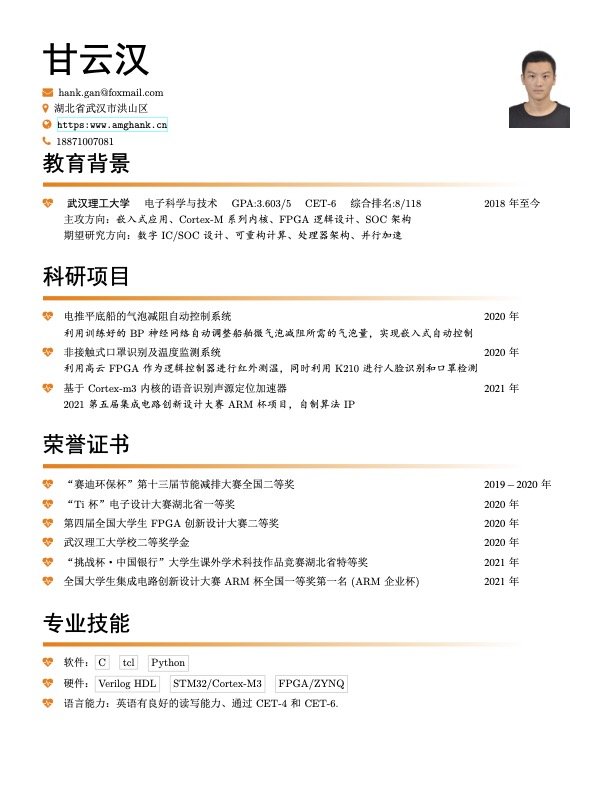 甘云汉
hank.gan@foxmail.com
湖北省武汉市洪山区
https:www.amghank.cn
18871007081
教育背景
武汉理工大学 电子科学与技术 GPA:3.603/5 CET-6 综合排名:8/118 2018 年至今
主攻方向：嵌入式应用、Cortex-M 系列内核、FPGA 逻辑设计、SOC 架构
期望研究方向：数字 IC/SOC 设计、可重构计算、处理器架构、并行加速
科研项目
电推平底船的气泡减阻自动控制系统 2020 年
利用训练好的 BP 神经网络自动调整船舶微气泡减阻所需的气泡量，实现嵌入式自动控制
非接触式口罩识别及温度监测系统 2020 年
利用高云 FPGA 作为逻辑控制器进行红外测温，同时利用 K210 进行人脸识别和口罩检测
基于 Cortex-m3 内核的语音识别声源定位加速器 2021 年
2021 第五届集成电路创新设计大赛 ARM 杯项目，自制算法 IP
荣誉证书
“赛迪环保杯”第十三届节能减排大赛全国二等奖 2019 – 2020 年
“Ti 杯”电子设计大赛湖北省一等奖 2020 年
第四届全国大学生 FPGA 创新设计大赛二等奖 2020 年
武汉理工大学校二等奖学金 2020 年
“挑战杯·中国银行”大学生课外学术科技作品竞赛湖北省特等奖 2021 年
全国大学生集成电路创新设计大赛 ARM 杯全国一等奖第一名 (ARM 企业杯) 2021 年
专业技能
软件： C tcl Python
硬件： Verilog HDL STM32/Cortex-M3 FPGA/ZYNQ
语言能力：英语有良好的读写能力、通过 CET-4 和 CET-6.